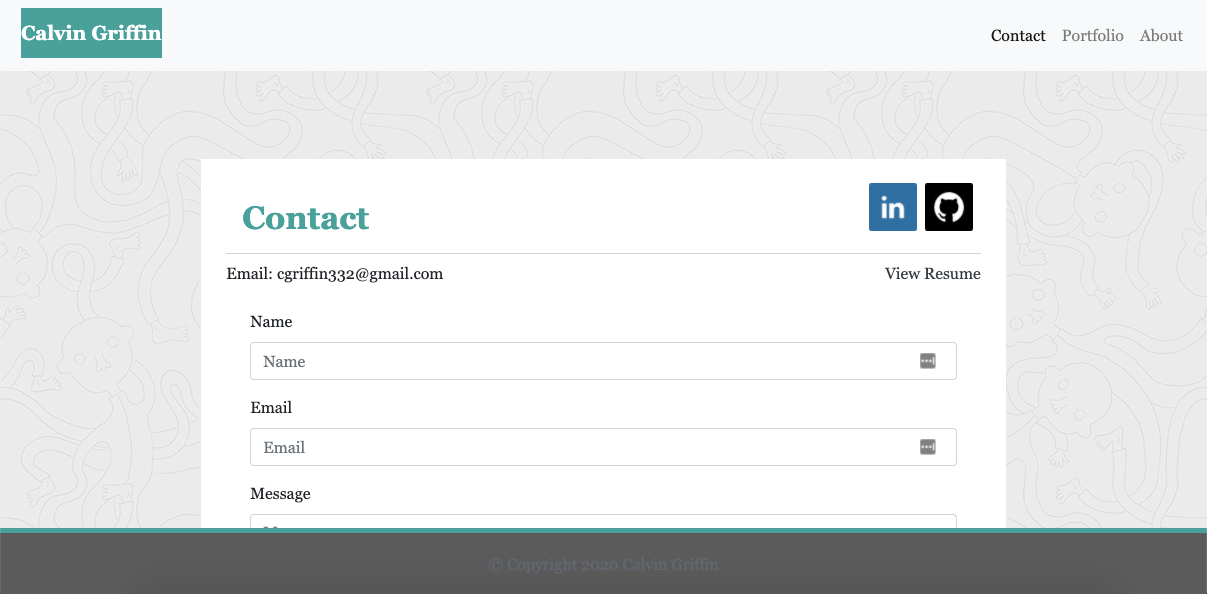 Calvin Griffin
Contact Portfolio About
Contact
in
Email: cgriffin332@gmail.com
View Resume
Name
Name
Email
Email
Message
© Copyright 2020 Calvin Griffin